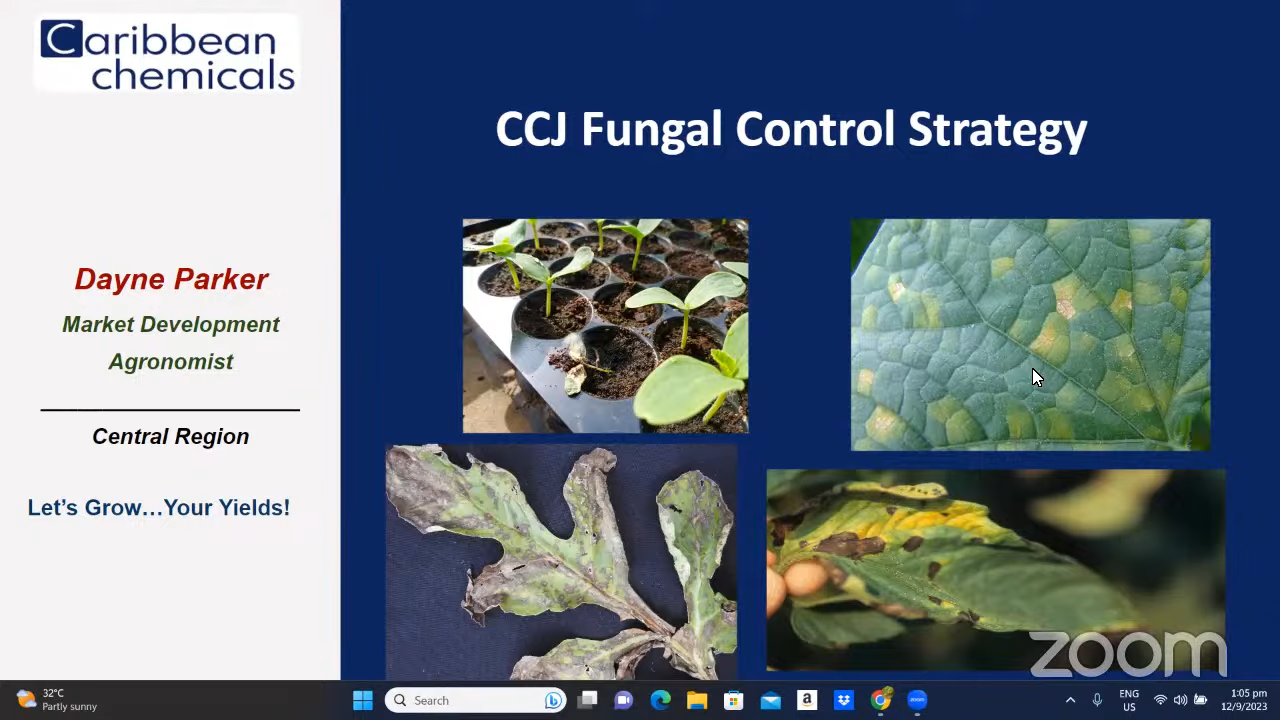 Caribbean
chemicals
CCJ Fungal Control Strategy
Dayne Parker
Market Development
Agronomist
Central Region
Let's Grow…Your Yields!
zoom
32°C
Partly sunny
Search
zoom
ENG
US
1:05 pm
12/9/2023